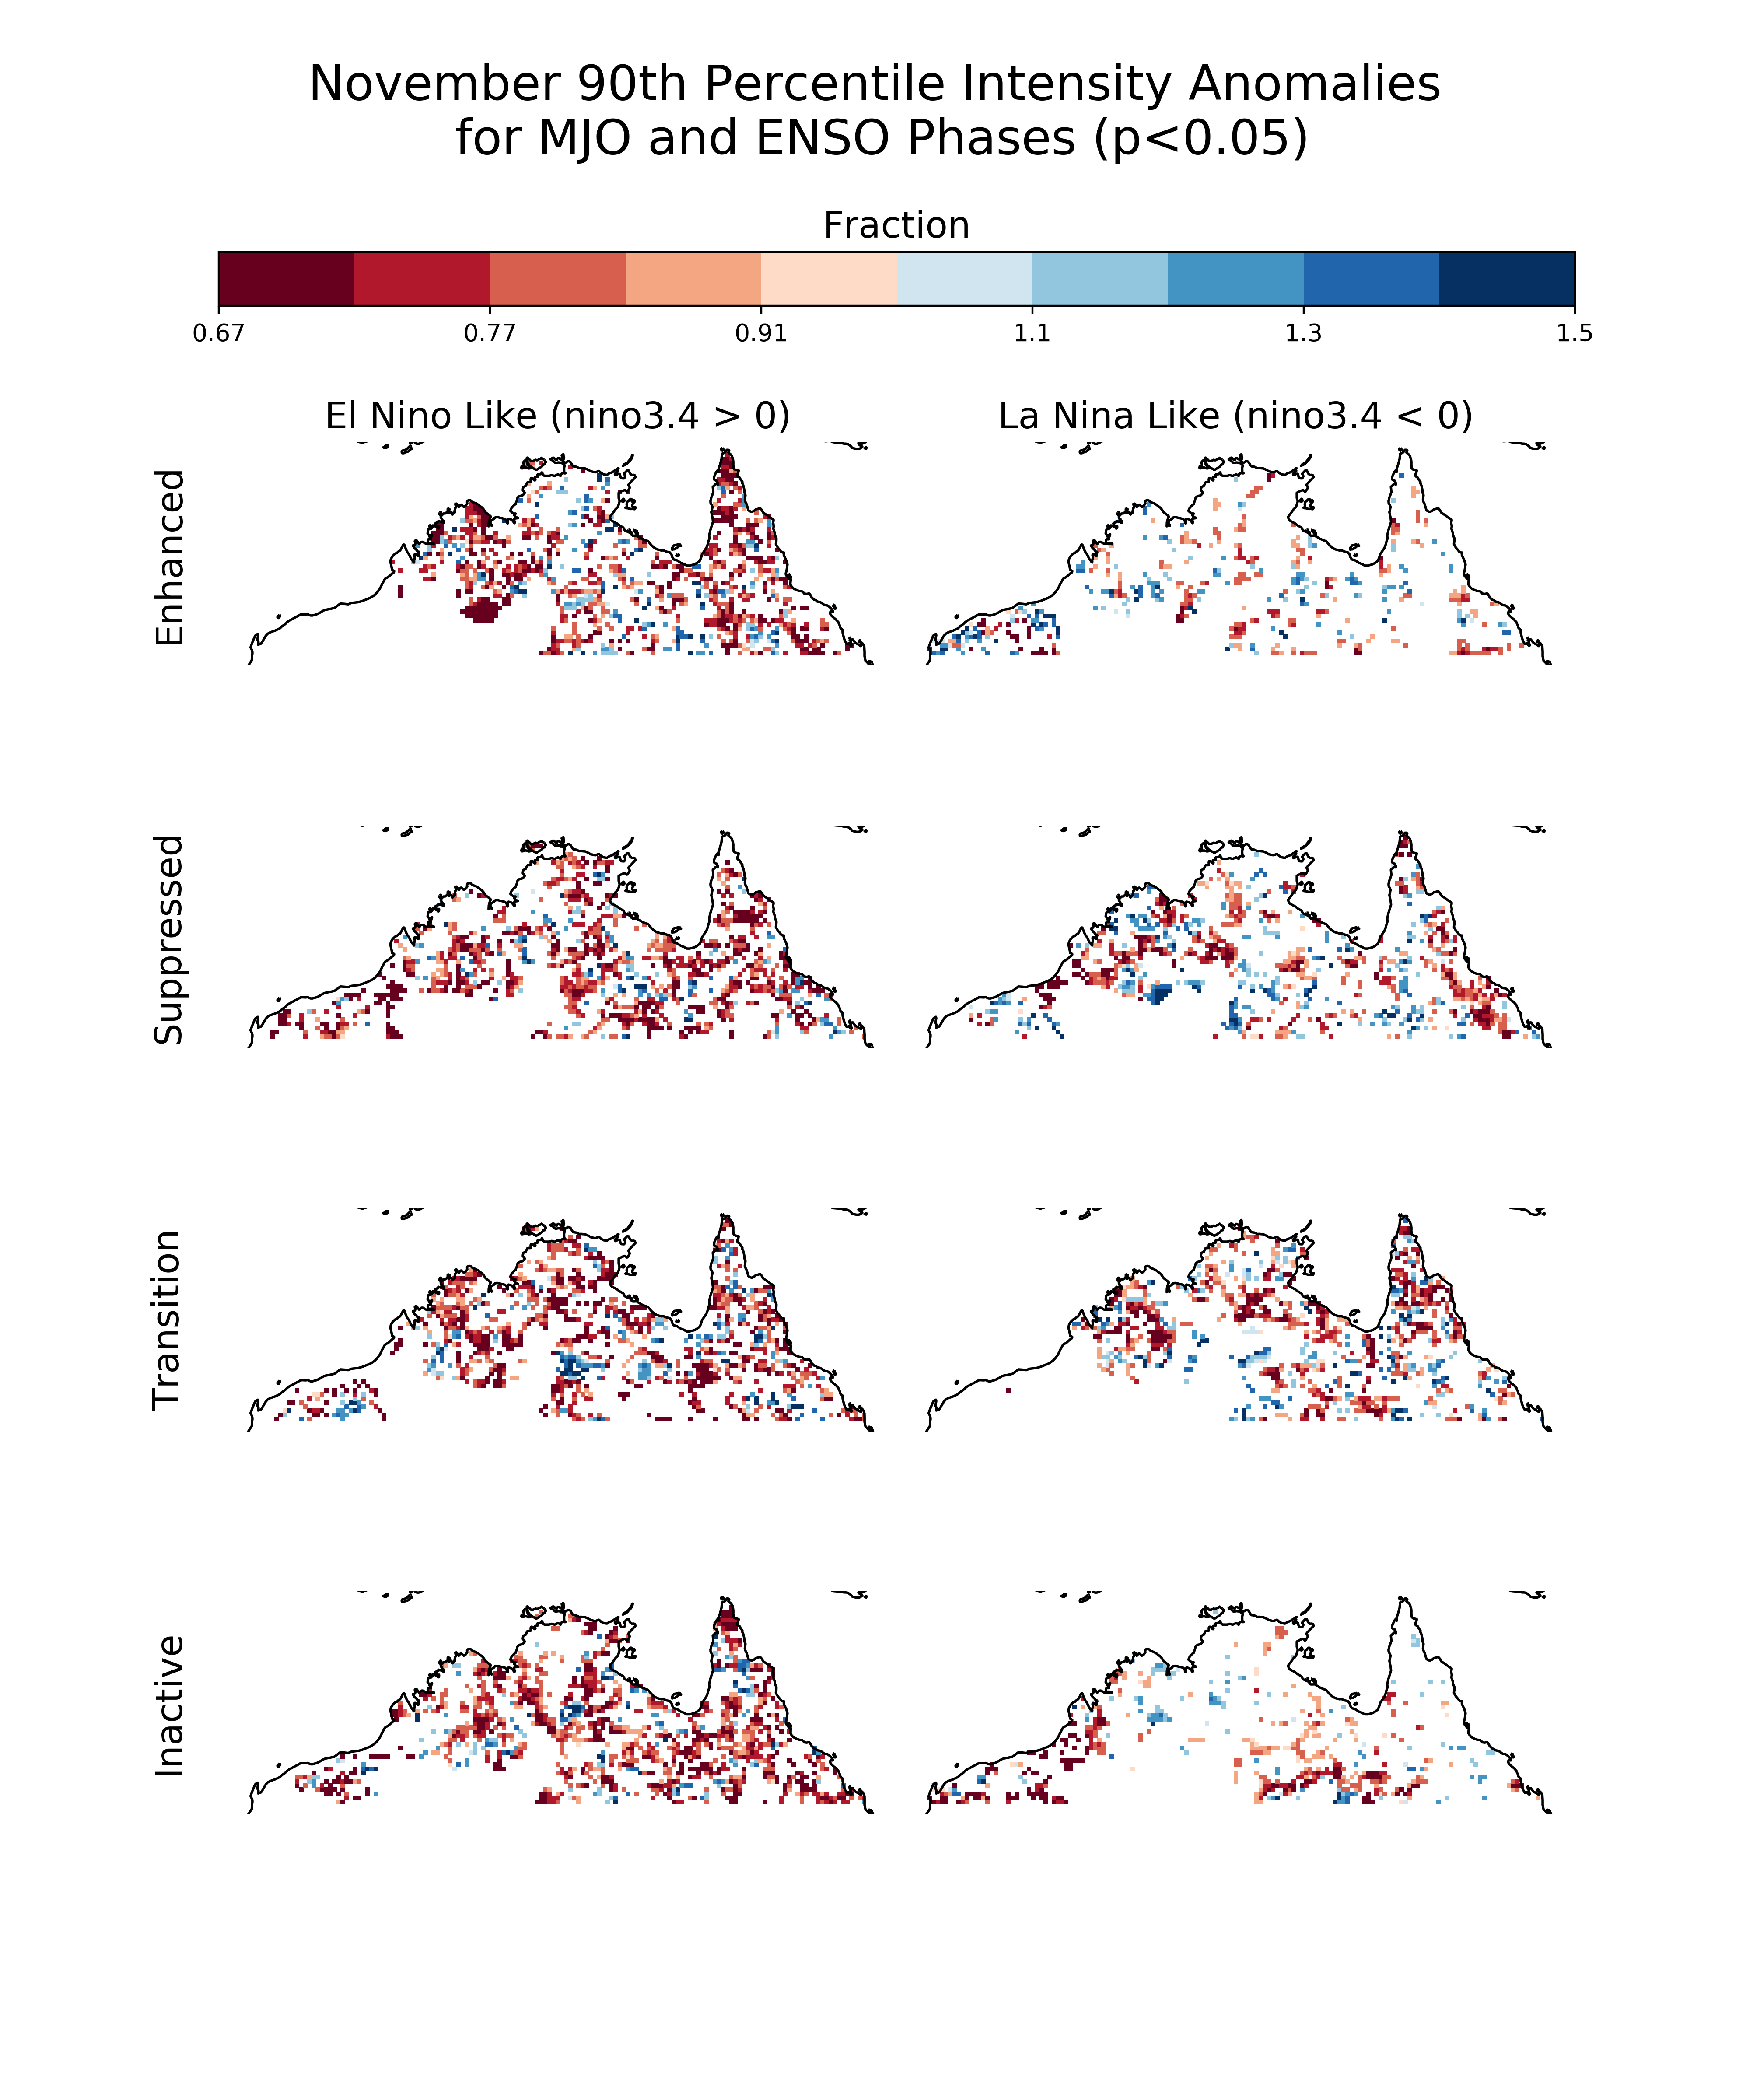 November 90th Percentile Intensity Anomalies
for MJO and ENSO Phases (p<0.05)
Fraction
0.67 0.77 0.91 1.1 1.3 1.5
El Nino Like (nino3.4 > 0) La Nina Like (nino3.4 < 0)
Enhanced
Suppressed
Transition
Inactive